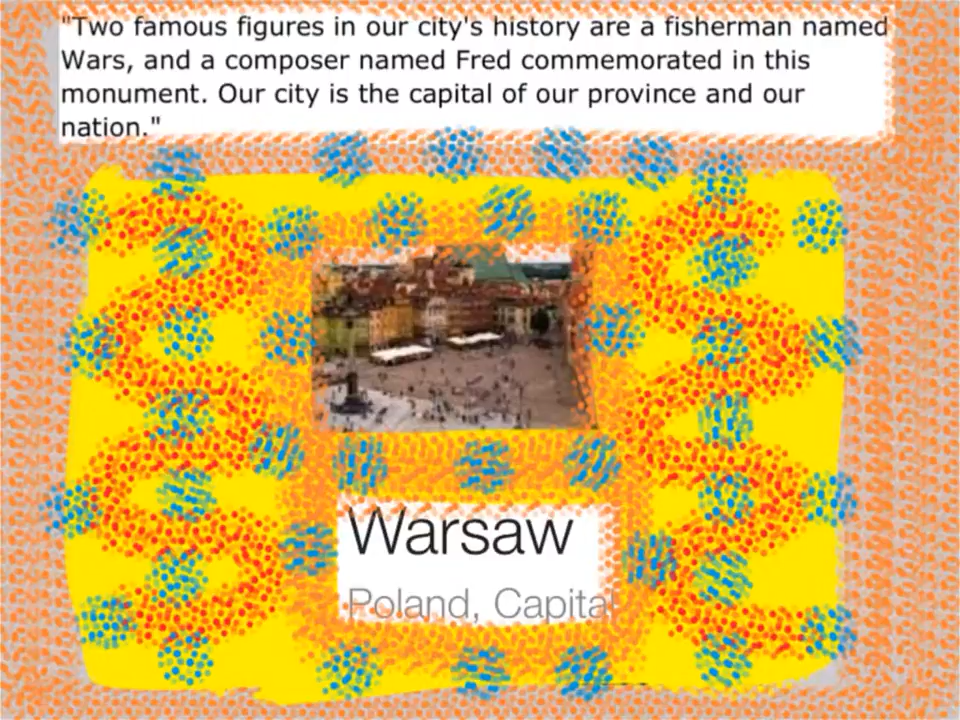 "Two famous figures in our city's history are a fisherman named
Wars, and a composer named Fred commemorated in this
monument. Our city is the capital of our province and our
nation."
Warsaw
Poland, Capital